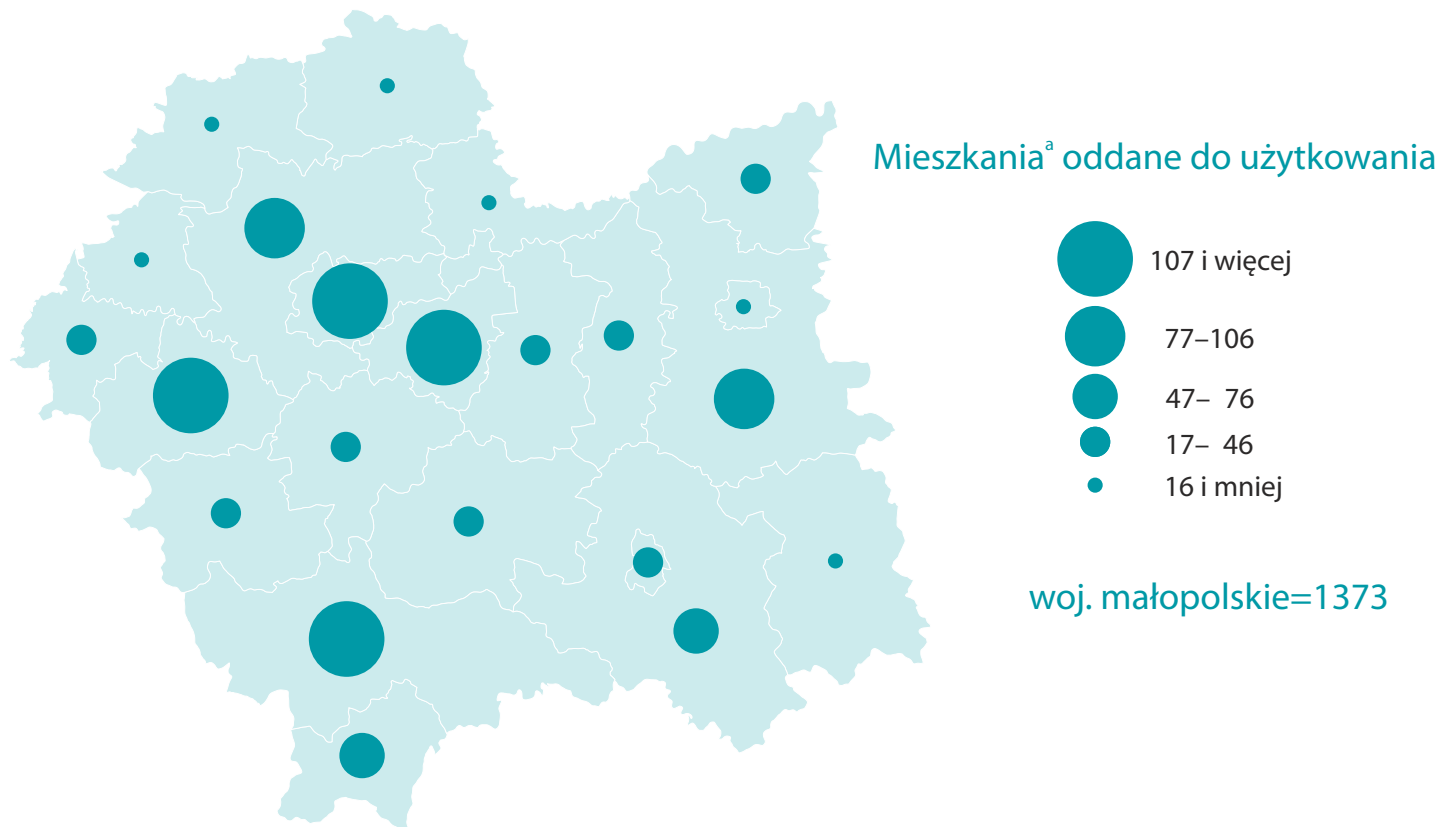 Mieszkaniaᵃ oddane do użytkowania
107 i więcej
77–106
47– 76
17– 46
16 i mniej
woj. małopolskie=1373